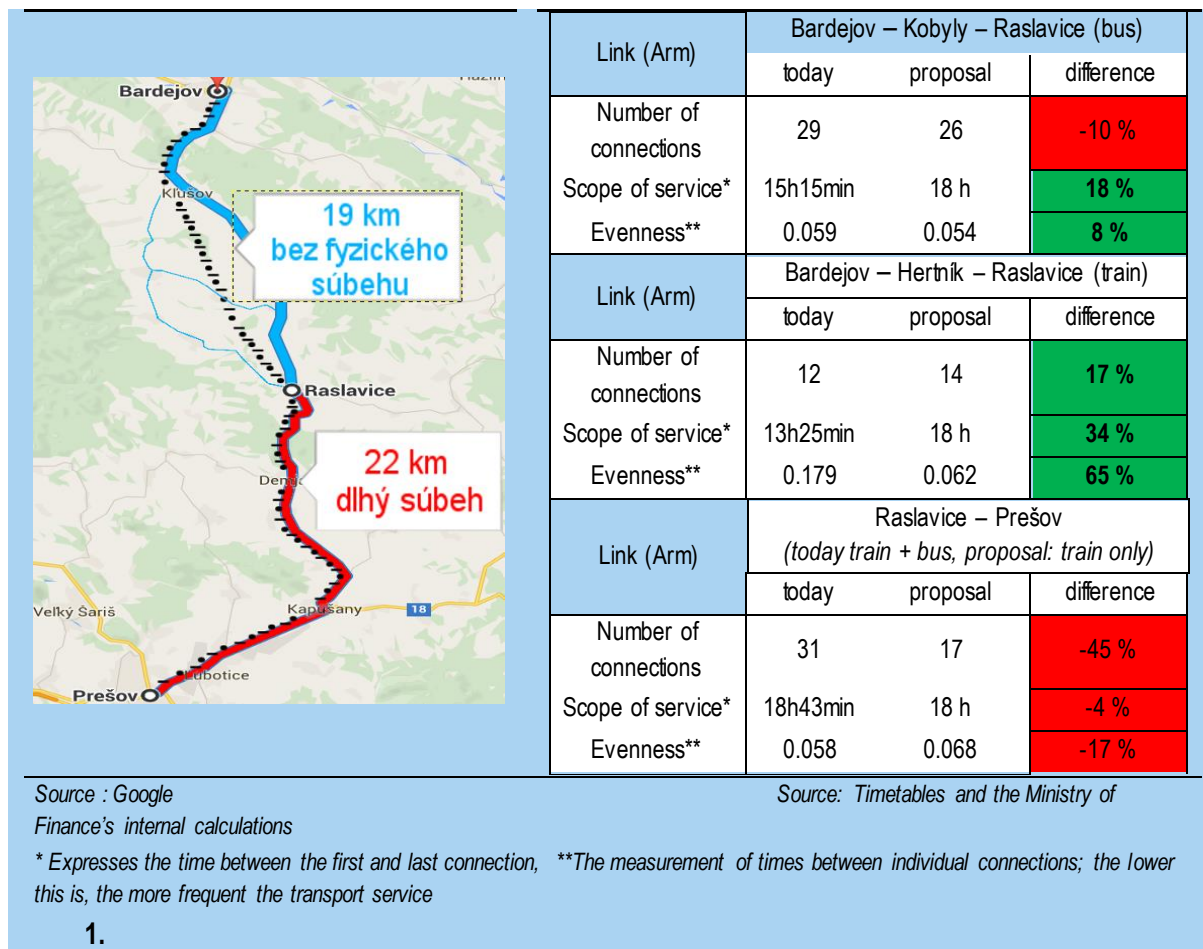 Bardejov
Kľušov
19 km
bez fyzického
súbehu
Raslavice
22 km
dlhý súbeh
Kapušany
18
Veľký Šariš
Ľubotice
Prešov
Link (Arm)
Bardejov – Kobyly – Raslavice (bus)
today proposal difference
Number of
connections
29 26 -10 %
Scope of service* 15h15min 18 h 18 %
Evenness** 0.059 0.054 8 %
Link (Arm)
Bardejov – Hertník – Raslavice (train)
today proposal difference
Number of
connections
12 14 17 %
Scope of service* 13h25min 18 h 34 %
Evenness** 0.179 0.062 65 %
Link (Arm)
Raslavice – Prešov
(today train + bus, proposal: train only)
today proposal difference
Number of
connections
31 17 -45 %
Scope of service* 18h43min 18 h -4 %
Evenness** 0.058 0.068 -17 %
Source : Google Source: Timetables and the Ministry of
Finance's internal calculations
* Expresses the time between the first and last connection, **The measurement of times between individual connections; the lower
this is, the more frequent the transport service
1.